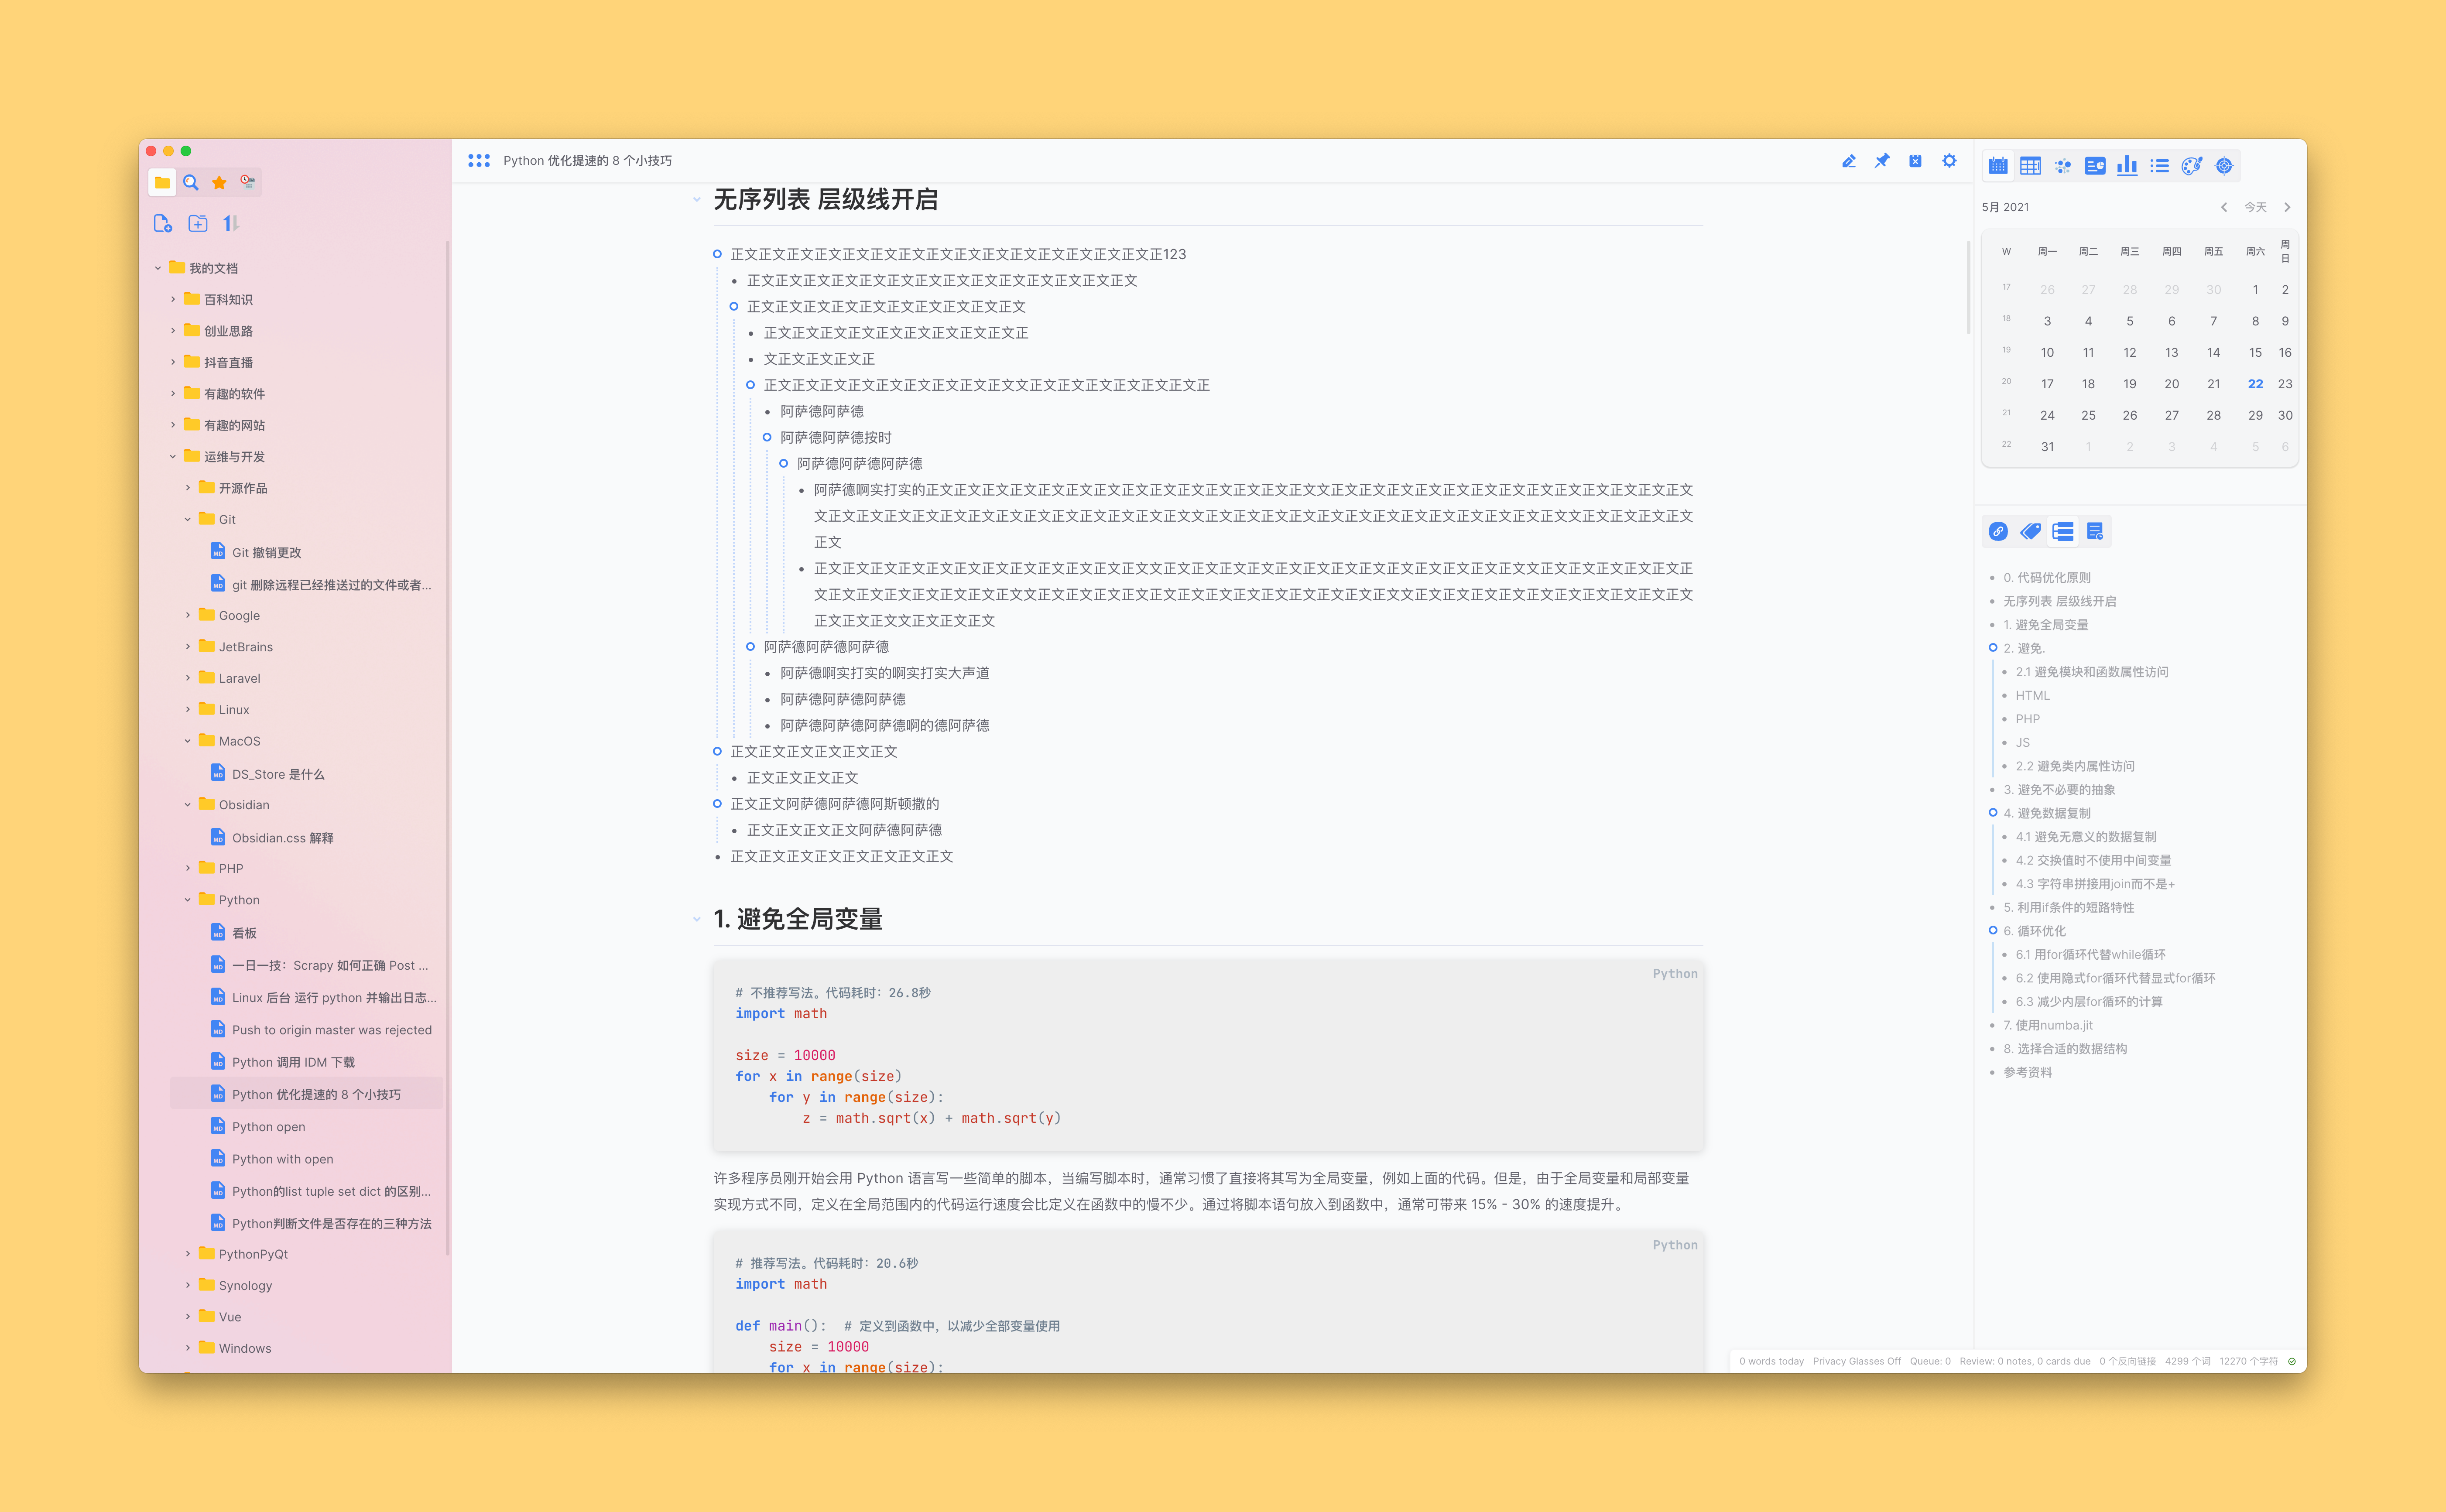 我的文档
百科知识
创业思路
抖音直播
有趣的软件
有趣的网站
运维与开发
开源作品
Git
Git 撤销更改
git 删除远程已经推送过的文件或者...
Google
JetBrains
Laravel
Linux
MacOS
DS_Store 是什么
Obsidian
Obsidian.css 解释
PHP
Python
看板
一日一技：Scrapy 如何正确 Post ...
Linux 后台 运行 python 并输出日志...
Push to origin master was rejected
Python 调用 IDM 下载
Python 优化提速的 8 个小技巧
Python open
Python with open
Python的list tuple set dict 的区别...
Python判断文件是否存在的三种方法
PythonPyQt
Synology
Vue
Windows
Python 优化提速的 8 个小技巧
无序列表 层级线开启
正文正文正文正文正文正文正文正文正文正文正文正文正文正文正文正123
正文正文正文正文正文正文正文正文正文正文正文正文正文正文
正文正文正文正文正文正文正文正文正文正文
正文正文正文正文正文正文正文正文正文正
文正文正文正文正
正文正文正文正文正文正文正文正文正文文正文正文正文正文正文正文正
阿萨德阿萨德
阿萨德阿萨德按时
阿萨德阿萨德阿萨德
阿萨德啊实打实的正文正文正文正文正文正文正文正文正文正文正文正文正文正文正文正文正文正文正文正文正文正文正文正文正文正文正文文
文正文正文正文正文正文正文正文正文正文正文正文正文正文正文正文正文正文正文正文正文正文正文正文正文正文正文正文正文正文正文正文
正文
正文正文正文正文正文正文正文正文文正文正文正文正文正文正文正文正文正文正文正文正文正文正文正文正文正文正文正文正文正文正文正
文正文正文正文正文正文正文正文正文正文正文正文正文正文正文正文正文正文正文正文正文正文正文正文正文正文正文正文正文正文正文正文
正文正文正文正文正文正文文
阿萨德阿萨德阿萨德
阿萨德啊实打实的啊实打实大声道
阿萨德阿萨德阿萨德
阿萨德阿萨德阿萨德啊的德阿萨德
正文正文正文正文正文正文
正文正文正文正文
正文正文阿萨德阿萨德阿斯顿撒的
正文正文正文正文阿萨德阿萨德
正文正文正文正文正文正文正文正文
1. 避免全局变量
Python
# 不推荐写法。代码耗时：26.8秒
import math
size = 10000
for x in range(size)
for y in range(size):
z = math.sqrt(x) + math.sqrt(y)
许多程序员刚开始会用 Python 语言写一些简单的脚本，当编写脚本时，通常习惯了直接将其写为全局变量，例如上面的代码。但是，由于全局变量和局部变量
实现方式不同，定义在全局范围内的代码运行速度会比定义在函数中的慢不少。通过将脚本语句放入到函数中，通常可带来 15% - 30% 的速度提升。
Python
# 推荐写法。代码耗时：20.6秒
import math
def main():  # 定义到函数中，以减少全部变量使用
size = 10000
for x in range(size):
5月 2021
今天
W 周一 周二 周三 周四 周五 周六 周日
17 26 27 28 29 30 1 2
18 3 4 5 6 7 8 9
19 10 11 12 13 14 15 16
20 17 18 19 20 21 22 23
21 24 25 26 27 28 29 30
22 31 1 2 3 4 5 6
0. 代码优化原则
无序列表 层级线开启
1. 避免全局变量
2. 避免.
2.1 避免模块和函数属性访问
HTML
PHP
JS
2.2 避免类内属性访问
3. 避免不必要的抽象
4. 避免数据复制
4.1 避免无意义的数据复制
4.2 交换值时不使用中间变量
4.3 字符串拼接用join而不是+
5. 利用if条件的短路特性
6. 循环优化
6.1 用for循环代替while循环
6.2 使用隐式for循环代替显式for循环
6.3 减少内层for循环的计算
7. 使用numba.jit
8. 选择合适的数据结构
参考资料
0 words today Privacy Glasses Off Queue: 0 Review: 0 notes, 0 cards due 0 个反向链接 4299 个词 12270 个字符